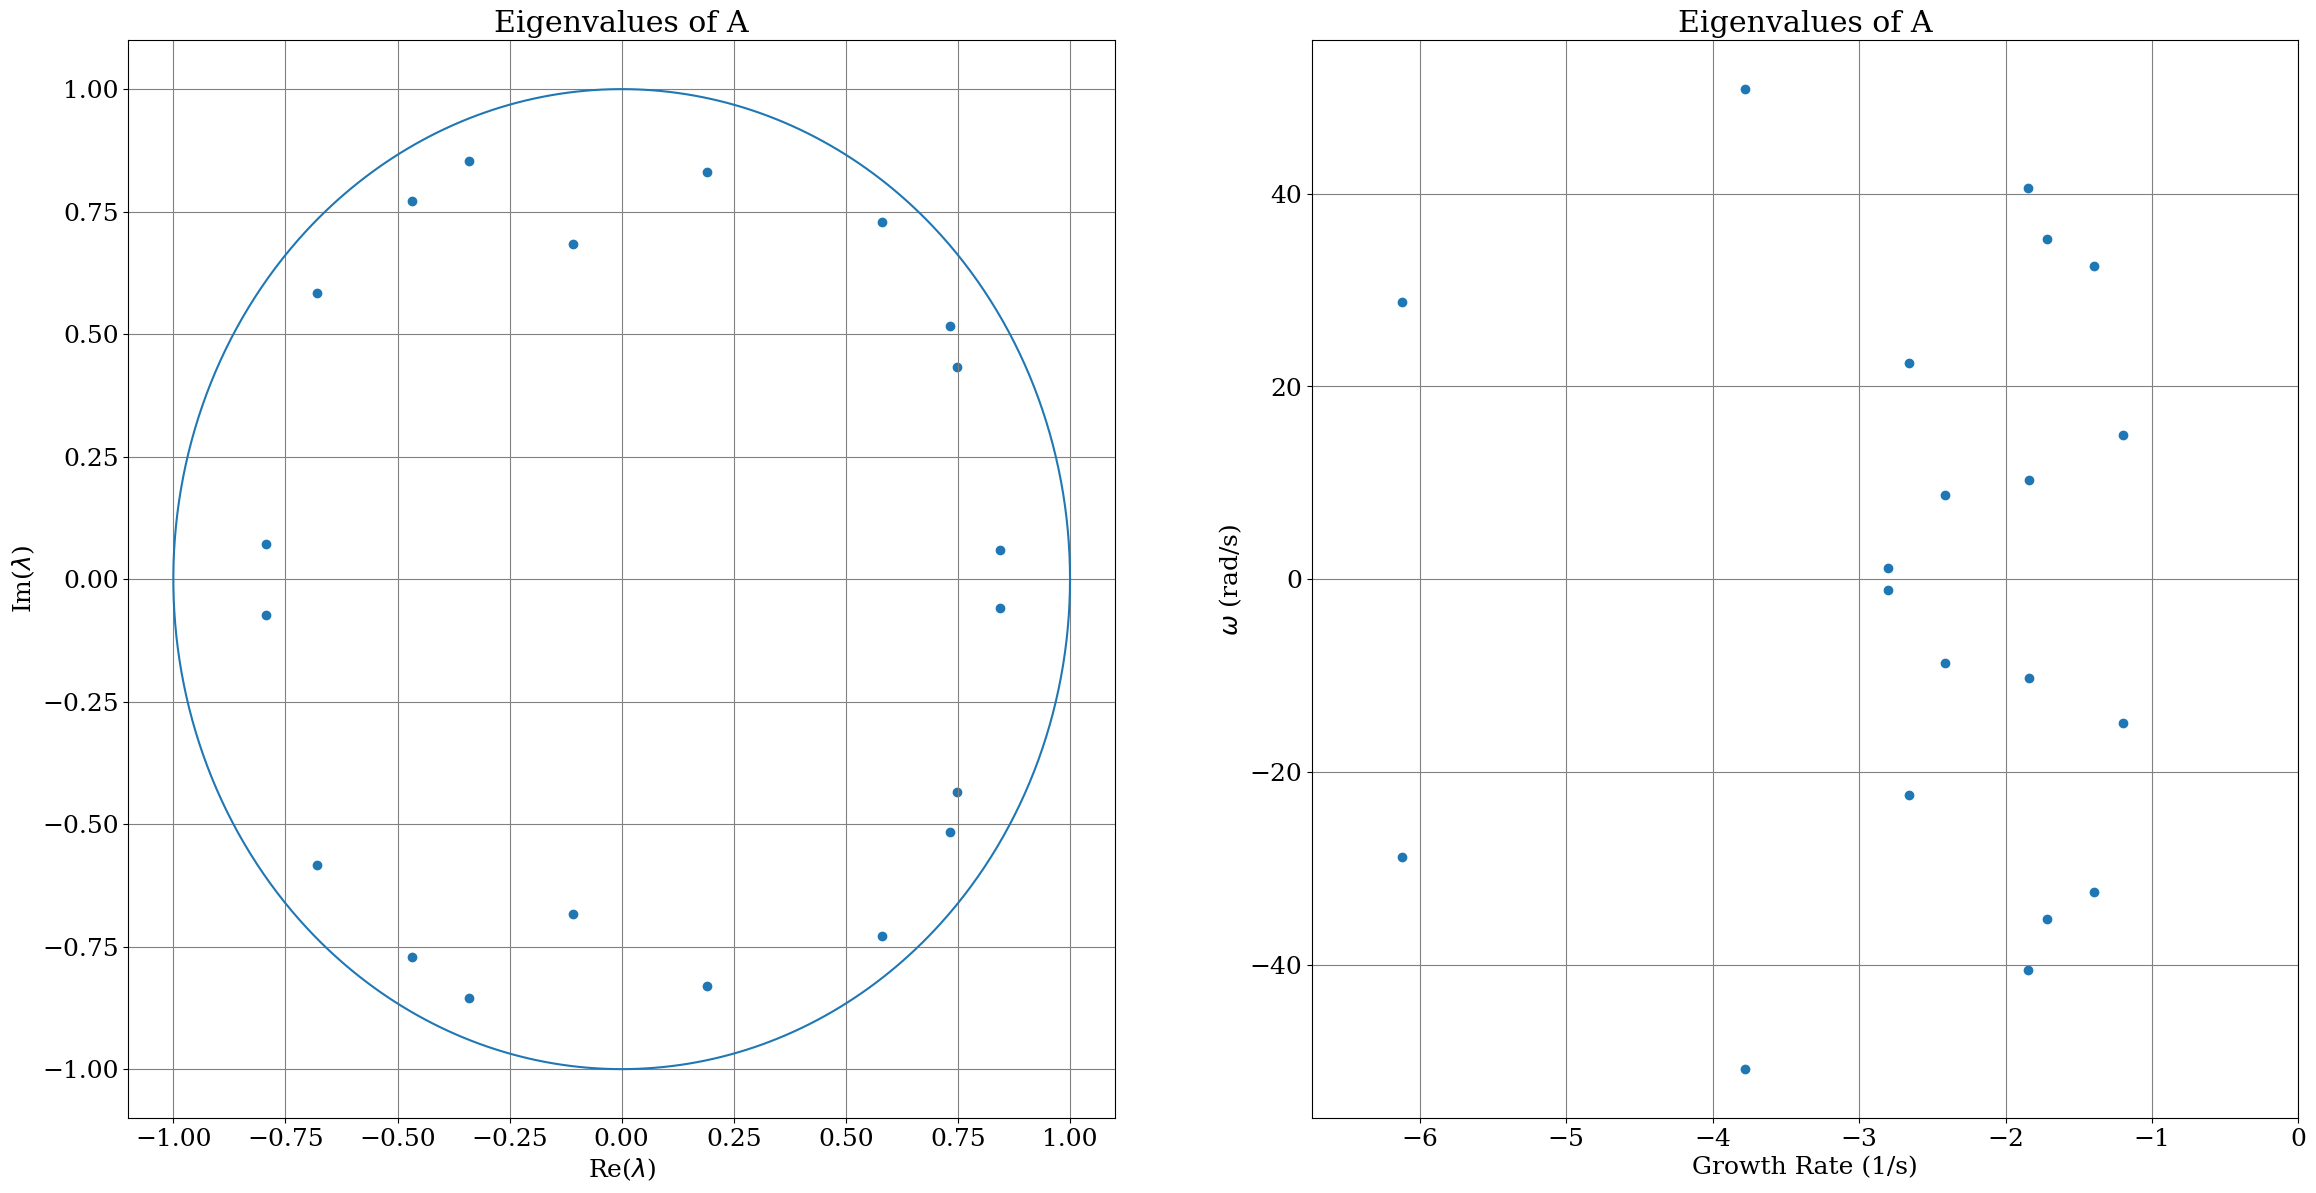 Eigenvalues of A
1.00
0.75
0.50
0.25
0.00
−0.25
−0.50
−0.75
−1.00
Im(λ)
−1.00 −0.75 −0.50 −0.25 0.00 0.25 0.50 0.75 1.00
Re(λ)
Eigenvalues of A
40
20
0
−20
−40
ω (rad/s)
−6 −5 −4 −3 −2 −1 0
Growth Rate (1/s)